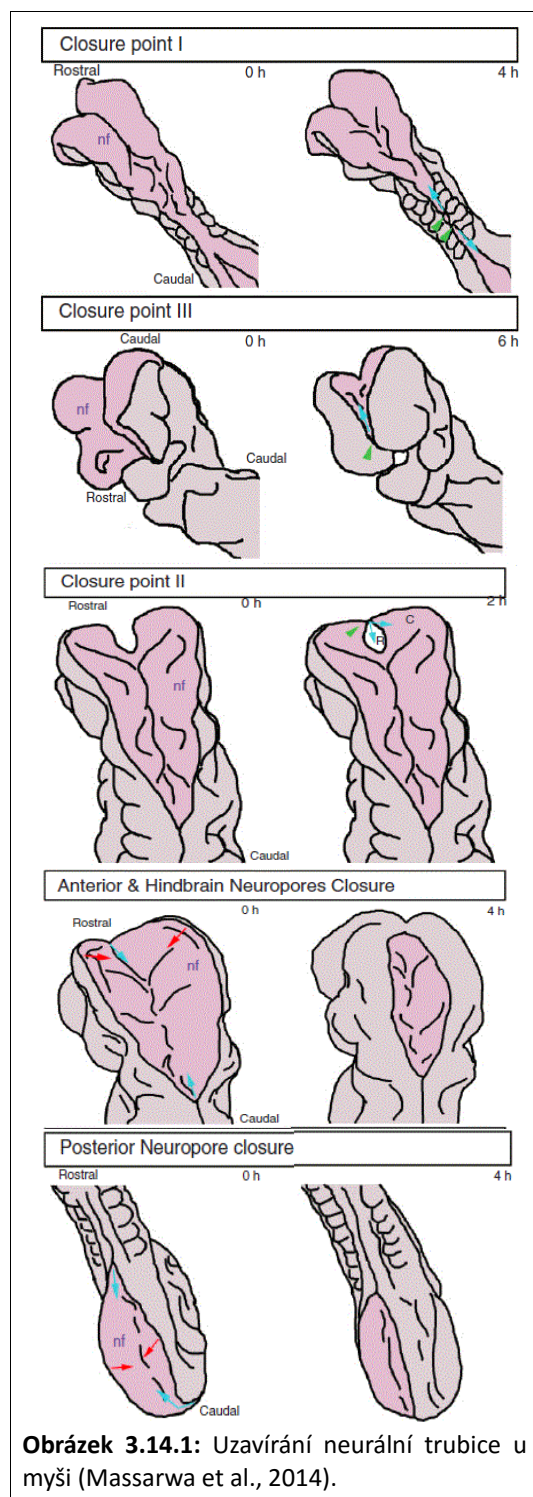 Closure point I
Rostral 0 h 4 h
nf
Caudal
Closure point III
Caudal 0 h 6 h
nf
Caudal
Rostral
Closure point II
Rostral 0 h 2 h
C
R
nf
Caudal
Anterior & Hindbrain Neuropores Closure
Rostral 0 h 4 h
nf
Caudal
Posterior Neuropore closure
Rostral 0 h 4 h
nf
Caudal
Obrázek 3.14.1: Uzavírání neurální trubice u
myši (Massarwa et al., 2014).